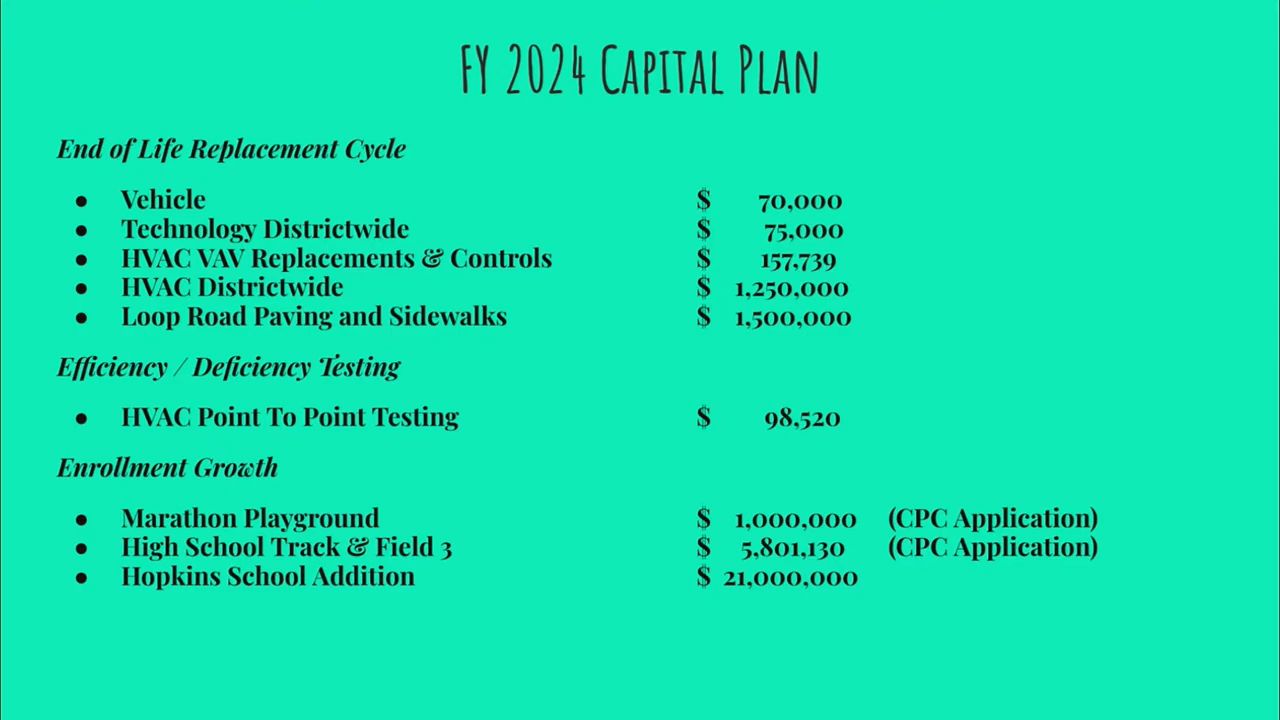 FY 2024 Capital Plan
End of Life Replacement Cycle
● Vehicle $ 70,000
● Technology Districtwide $ 75,000
● HVAC VAV Replacements & Controls $ 157,739
● HVAC Districtwide $ 1,250,000
● Loop Road Paving and Sidewalks $ 1,500,000
Efficiency / Deficiency Testing
● HVAC Point To Point Testing $ 98,520
Enrollment Growth
● Marathon Playground $ 1,000,000 (CPC Application)
● High School Track & Field 3 $ 5,801,130 (CPC Application)
● Hopkins School Addition $ 21,000,000